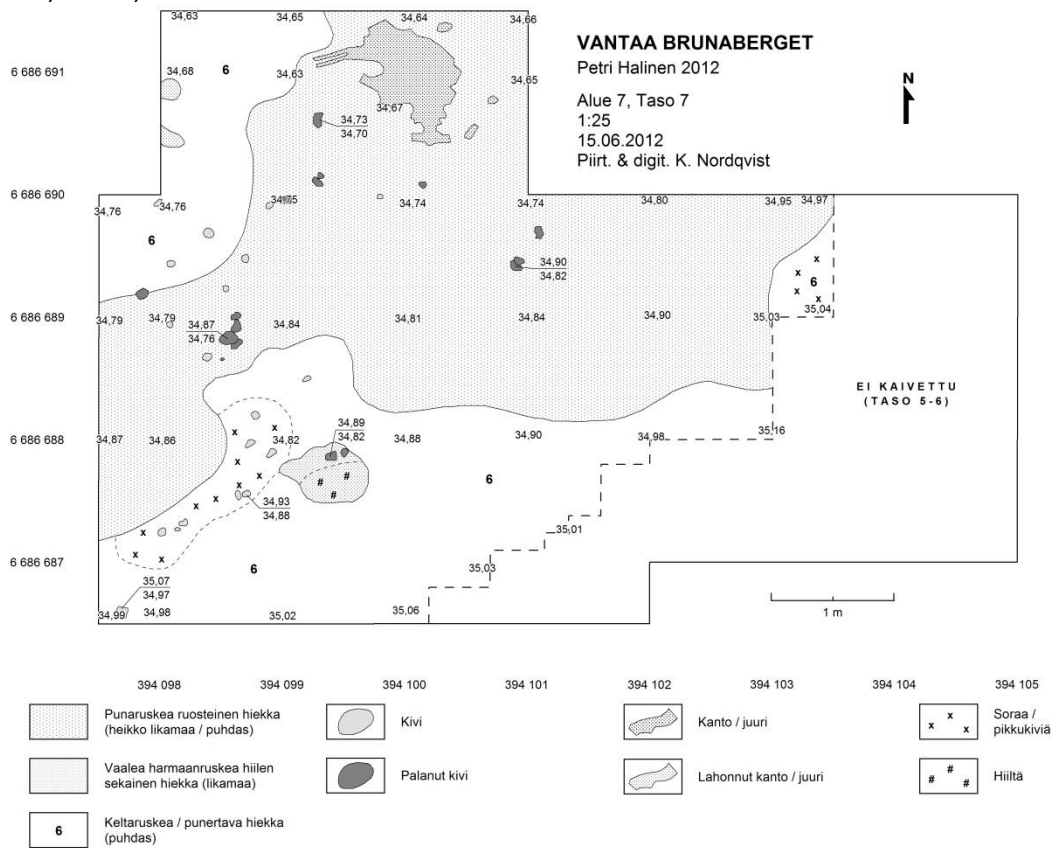 34,63 34,65 34,64 34,66
VANTAA BRUNABERGET
Petri Halinen 2012
Alue 7, Taso 7
1:25
15.06.2012
Piirt. & digit. K. Nordqvist
N
6 686 691
34,68 6 34,63 34,65
34,67
34,73
34,70
6 686 690
34,76 34,76 34,75 34,74 34,74 34,80 34,95 34,97
6
34,90
34,82
6
6 686 689
34,79 34,79 34,84 34,81 34,84 34,90 35,03 35,04
34,87
34,76
EI KAIVETTU
(TASO 5-6)
34,89
34,82
6 686 688
34,87 34,86 34,82 34,88 34,90 34,98 35,16
x x x x x x x x x x x x x x
# # #
6
34,93
34,88
35,01
6 686 687
6
35,03
35,07
34,97
34,99 34,98 35,02 35,06
1 m
394 098 394 099 394 100 394 101 394 102 394 103 394 104 394 105
Punaruskea ruosteinen hiekka
(heikko likamaa / puhdas)
Kivi
Kanto / juuri
x x x
Soraa /
pikkukiviä
Vaalea harmaanruskea hiilen
sekainen hiekka (likamaa)
Palanut kivi
Lahonnut kanto / juuri
# # #
Hiiltä
6
Keltaruskea / punertava hiekka
(puhdas)